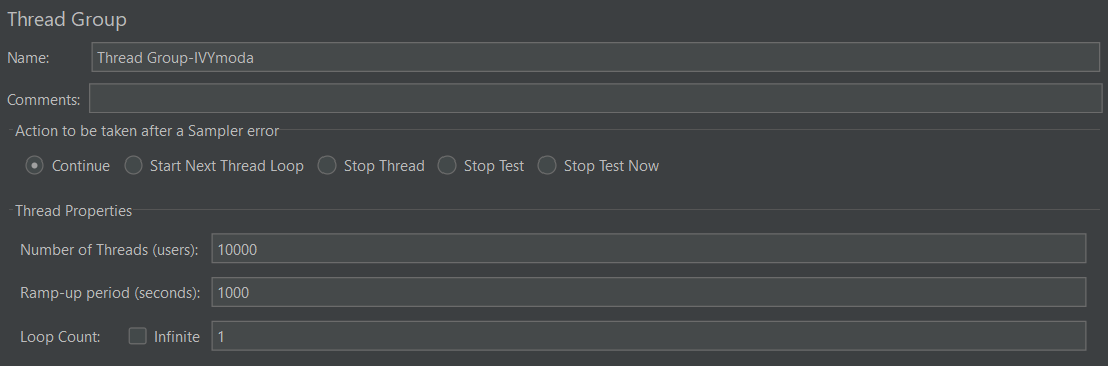 Thread Group
Name: Thread Group-IVYmoda
Comments:
Action to be taken after a Sampler error
Continue Start Next Thread Loop Stop Thread Stop Test Stop Test Now
Thread Properties
Number of Threads (users): 10000
Ramp-up period (seconds): 1000
Loop Count: Infinite 1